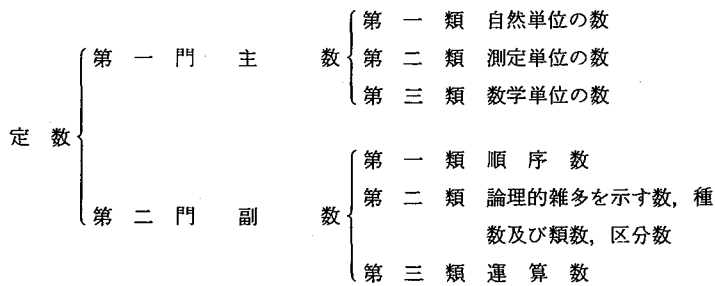 第一類 自然単位の数
第一門 主数 第二類 測定単位の数
第三類 数学単位の数
定数
第一類 順序数
第二門 副数 第二類 論理的雑多を示す数，種
数及び類数，区分数
第三類 運算数